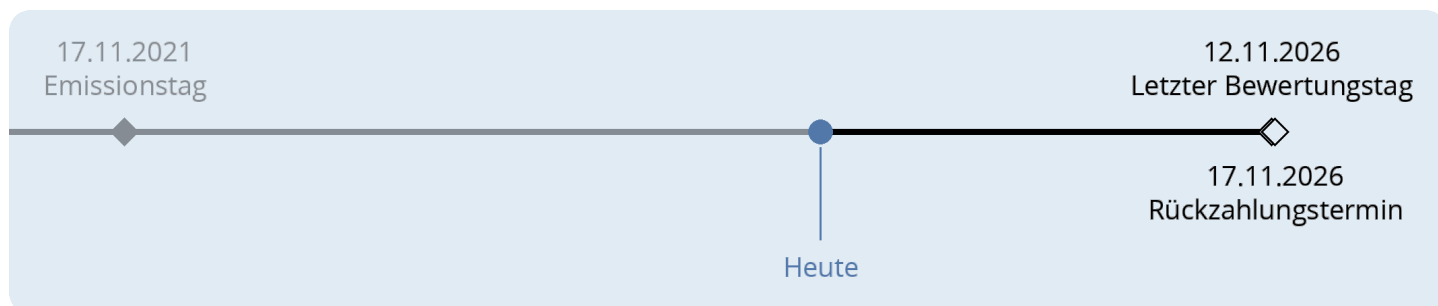 17.11.2021
Emissionstag
12.11.2026
Letzter Bewertungstag
17.11.2026
Rückzahlungstermin
Heute